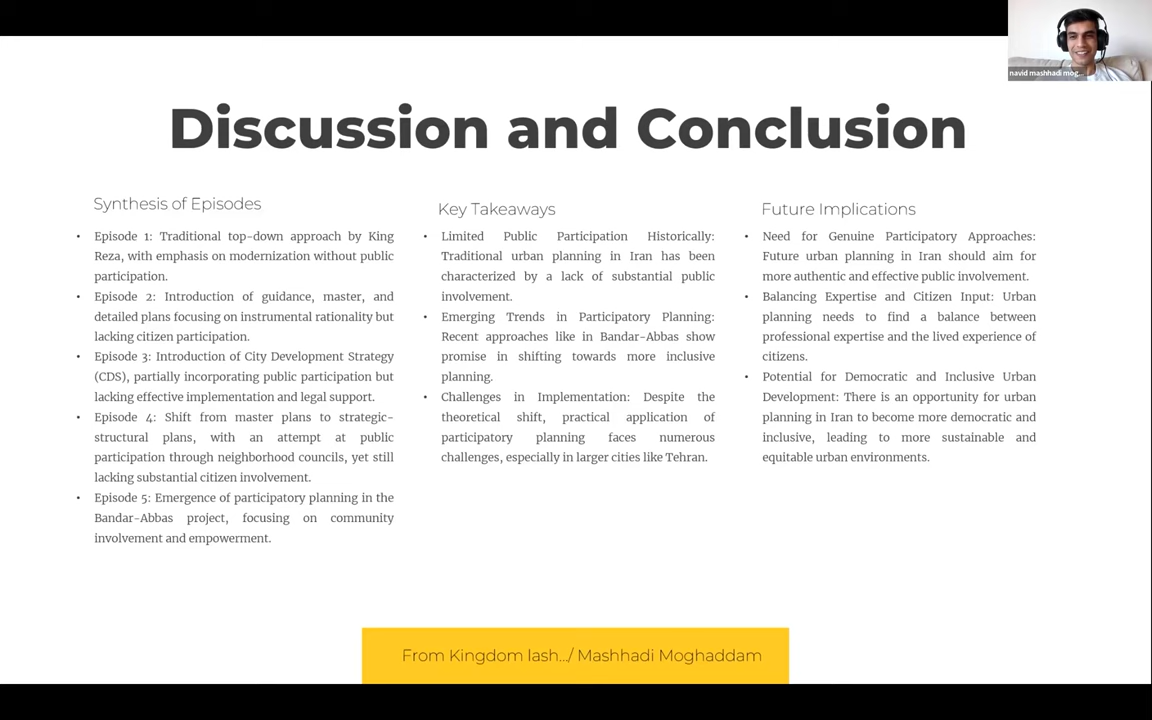 navid mashhadi mog...
Discussion and Conclusion
Synthesis of Episodes
• Episode 1: Traditional top-down approach by King
Reza, with emphasis on modernization without public
participation.
• Episode 2: Introduction of guidance, master, and
detailed plans focusing on instrumental rationality but
lacking citizen participation.
• Episode 3: Introduction of City Development Strategy
(CDS), partially incorporating public participation but
lacking effective implementation and legal support.
• Episode 4: Shift from master plans to strategic-
structural plans, with an attempt at public
participation through neighborhood councils, yet still
lacking substantial citizen involvement.
• Episode 5: Emergence of participatory planning in the
Bandar-Abbas project, focusing on community
involvement and empowerment.
Key Takeaways
• Limited Public Participation Historically:
Traditional urban planning in Iran has been
characterized by a lack of substantial public
involvement.
• Emerging Trends in Participatory Planning:
Recent approaches like in Bandar-Abbas show
promise in shifting towards more inclusive
planning.
• Challenges in Implementation: Despite the
theoretical shift, practical application of
participatory planning faces numerous
challenges, especially in larger cities like Tehran.
Future Implications
• Need for Genuine Participatory Approaches:
Future urban planning in Iran should aim for
more authentic and effective public involvement.
• Balancing Expertise and Citizen Input: Urban
planning needs to find a balance between
professional expertise and the lived experience of
citizens.
• Potential for Democratic and Inclusive Urban
Development: There is an opportunity for urban
planning in Iran to become more democratic and
inclusive, leading to more sustainable and
equitable urban environments.
From Kingdom lash.../ Mashhadi Moghaddam